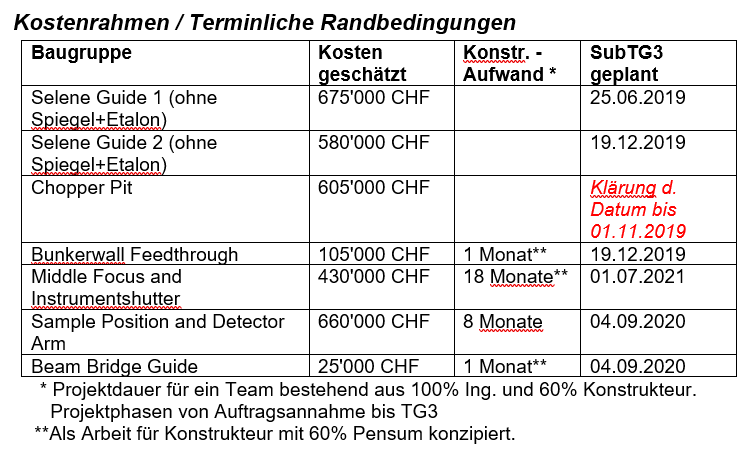 Kostenrahmen / Terminliche Randbedingungen
Baugruppe Kosten geschätzt Konstr. - Aufwand * SubTG3 geplant
Selene Guide 1 (ohne Spiegel+Etalon) 675'000 CHF 25.06.2019
Selene Guide 2 (ohne Spiegel+Etalon) 580'000 CHF 19.12.2019
Chopper Pit 605'000 CHF Klärung d. Datum bis 01.11.2019
Bunkerwall Feedthrough 105'000 CHF 1 Monat** 19.12.2019
Middle Focus and Instrumentshutter 430'000 CHF 18 Monate** 01.07.2021
Sample Position and Detector Arm 660'000 CHF 8 Monate 04.09.2020
Beam Bridge Guide 25'000 CHF 1 Monat** 04.09.2020
* Projektdauer für ein Team bestehend aus 100% Ing. und 60% Konstrukteur.
Projektphasen von Auftragsannahme bis TG3
**Als Arbeit für Konstrukteur mit 60% Pensum konzipiert.